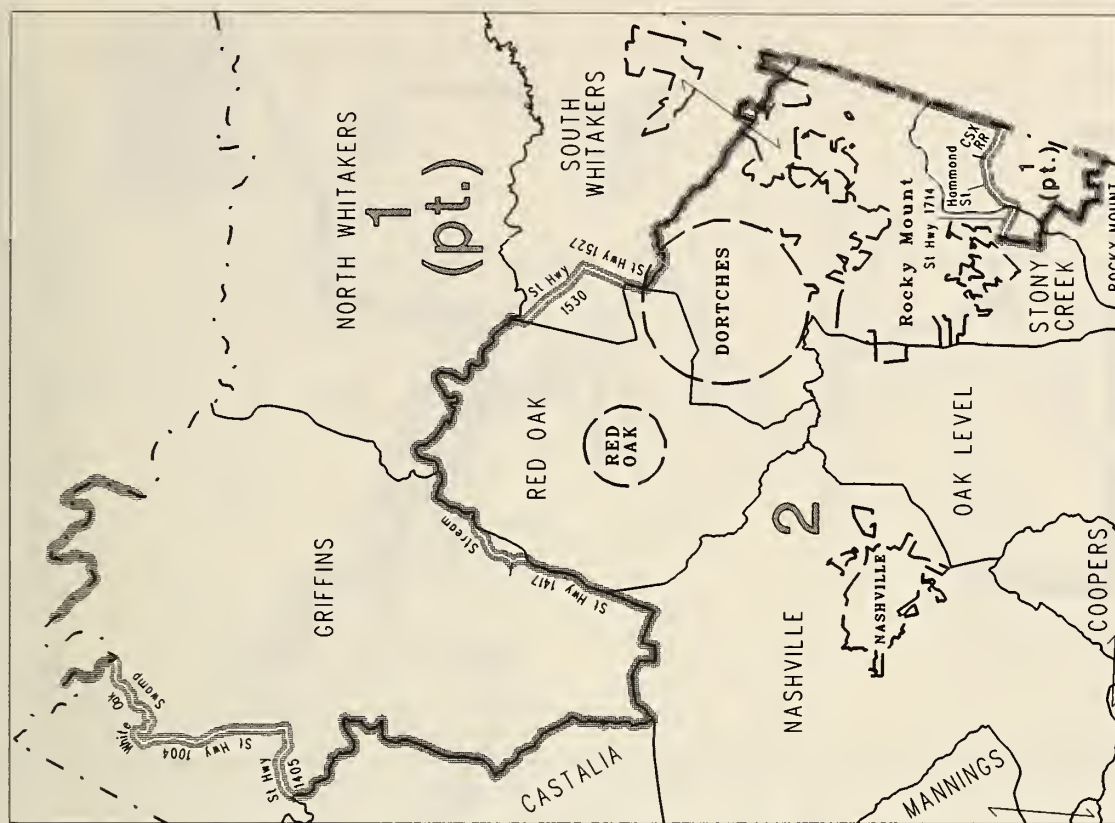 NORTH WHITAKERS
1
(pt.)
SOUTH
WHITAKERS
GRIFFINS
White
Oak
Swamp
St Hwy
1004
St Hwy
1405
Stream
St Hwy 1417
St Hwy
1530
St Hwy 1527
RED OAK
RED
OAK
DORTCHES
Rocky Mount
St Hwy 1714
Hammond
St
CSX
RR
1
(pt.)
STONY
CREEK
ROCKY MOUNT
CASTALIA
NASHVILLE
2
NASHVILLE
OAK LEVEL
MANNINGS
COOPERS